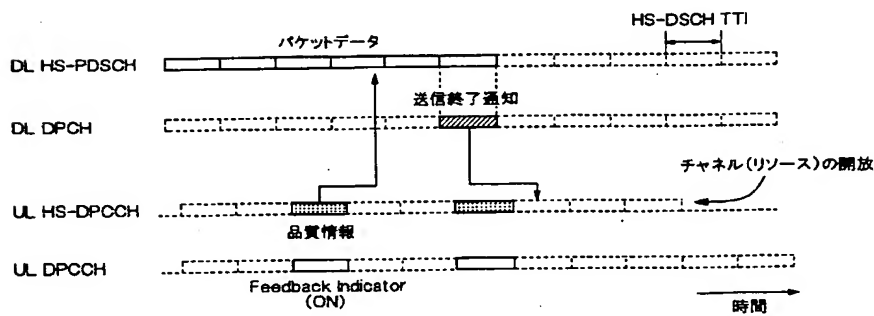 HS-DSCH TTI
パケットデータ
DL HS-PDSCH
送信終了通知
DL DPCH
チャネル(リソース)の開放
UL HS-DPCCH
品質情報
UL DPCCH
Feedback Indicator
(ON)
時間